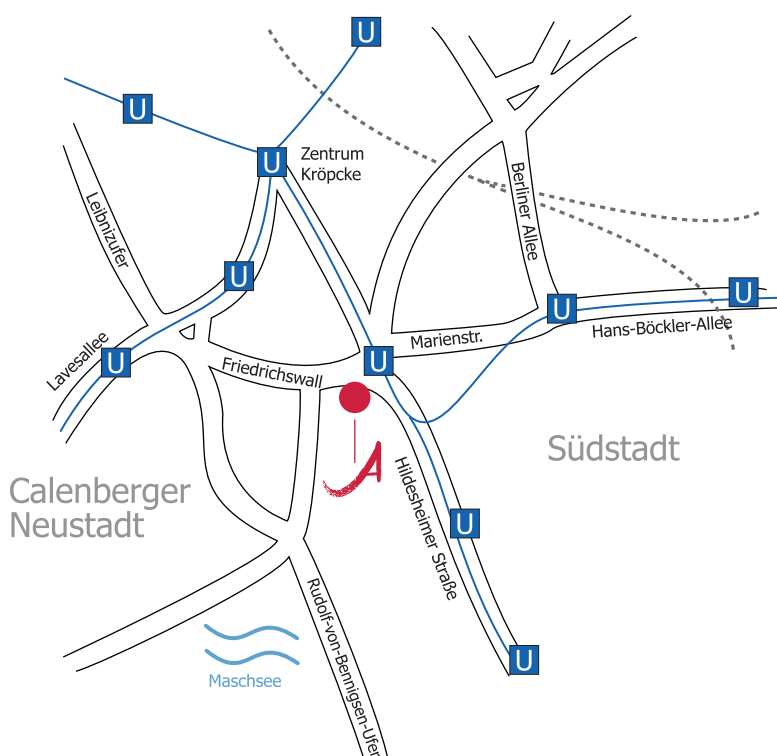 U
U
U
Zentrum
Kröpcke
Berliner Allee
Leibnizufer
U
U
U
Hans-Böckler-Allee
Marienstr.
Lavesallee
U
U
Friedrichswall
A
Südstadt
Calenberger
Neustadt
Hildesheimer Straße
U
Rudolf-von-Bennigsen-Ufer
U
Maschsee